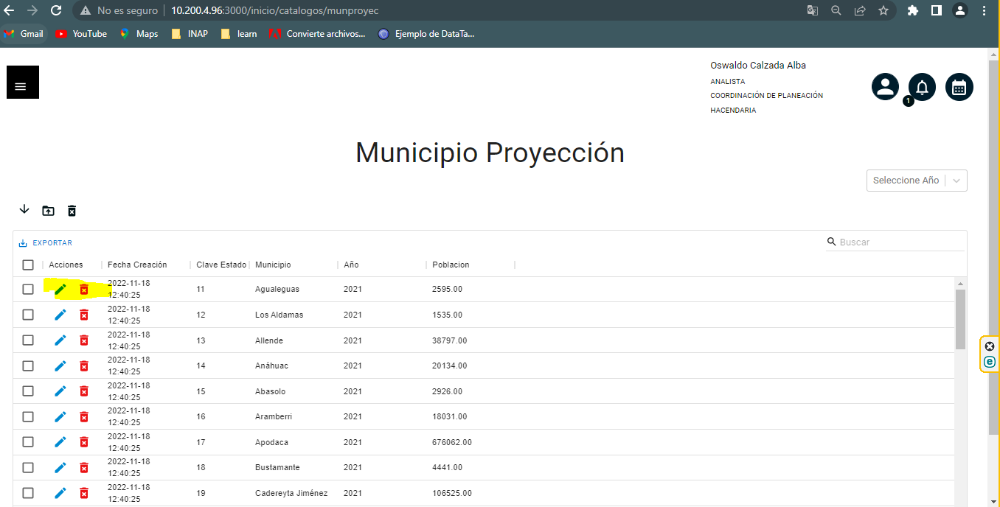 No es seguro 10.200.4.96:3000/inicio/catalogos/munproyec
Gmail YouTube Maps INAP learn Convierte archivos... Ejemplo de DataTa...
Oswaldo Calzada Alba
ANALISTA
COORDINACIÓN DE PLANEACIÓN
HACENDARIA
1
Municipio Proyección
Seleccione Año
EXPORTAR Buscar
Acciones Fecha Creación Clave Estado Municipio Año Poblacion
2022-11-18
12:40:25 11 Agualeguas 2021 2595.00
2022-11-18
12:40:25 12 Los Aldamas 2021 1535.00
2022-11-18
12:40:25 13 Allende 2021 38797.00
2022-11-18
12:40:25 14 Anáhuac 2021 20134.00
2022-11-18
12:40:25 15 Abasolo 2021 2926.00
2022-11-18
12:40:25 16 Aramberri 2021 18031.00
2022-11-18
12:40:25 17 Apodaca 2021 676062.00
2022-11-18
12:40:25 18 Bustamante 2021 4441.00
2022-11-18
12:40:25 19 Cadereyta Jiménez 2021 106525.00